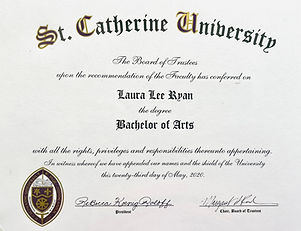 St. Catherine University
The Board of Trustees
upon the recommendation of the Faculty has conferred on
Laura Lee Ryan
the degree
Bachelor of Arts
with all the rights, privileges and responsibilities thereunto appertaining.
In witness whereof we have appended our names and the shield of the University
this twenty-third day of May, 2020.
President
Chair, Board of Trustees